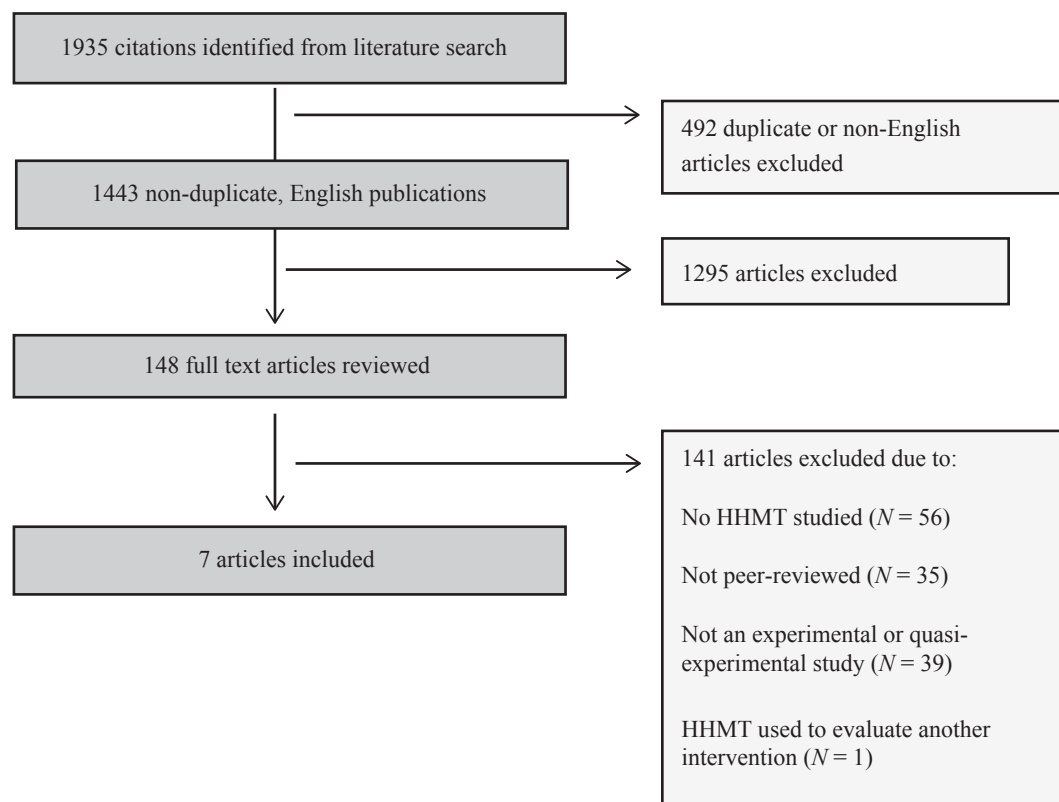 1935 citations identified from literature search
492 duplicate or non-English
articles excluded
1443 non-duplicate, English publications
1295 articles excluded
148 full text articles reviewed
141 articles excluded due to:
No HHMT studied (N = 56)
Not peer-reviewed (N = 35)
Not an experimental or quasi-
experimental study (N = 39)
HHMT used to evaluate another
intervention (N = 1)
7 articles included